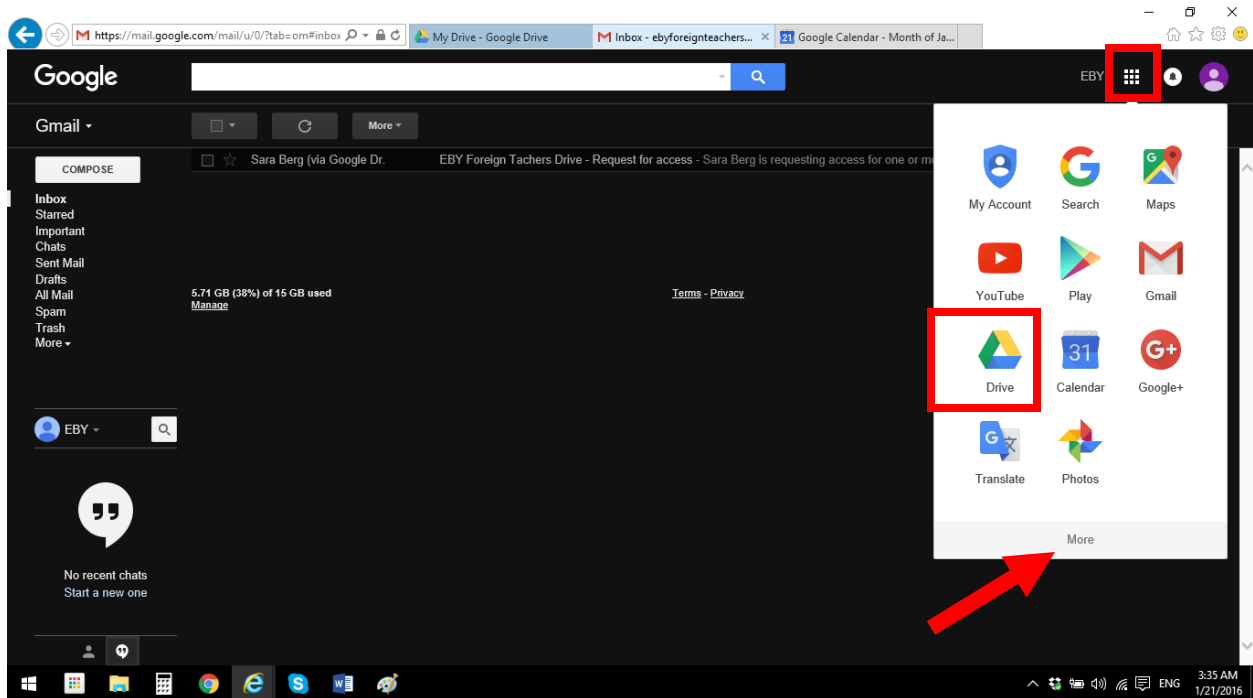 https://mail.google.com/mail/u/0/?tab=om#inbox
My Drive - Google Drive
Inbox - ebyforeignteachers...
21 Google Calendar - Month of Ja...
Google
EBY
Gmail
More
COMPOSE
Sara Berg (via Google Dr.
EBY Foreign Tachers Drive - Request for access - Sara Berg is requesting access for one or mo
Inbox
Starred
Important
Chats
Sent Mail
Drafts
All Mail
Spam
Trash
More
5.71 GB (38%) of 15 GB used
Manage
Terms - Privacy
EBY
No recent chats
Start a new one
My Account
Search
G
Maps
YouTube
Play
Gmail
31
G+
Drive
Calendar
Google+
G 文
Translate
Photos
More
ENG
3:35 AM
1/21/2016